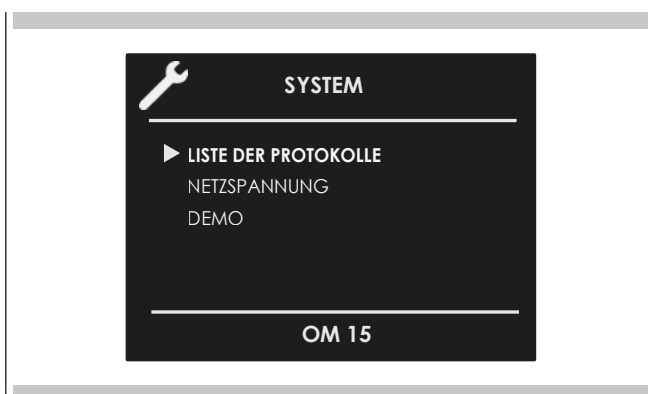 SYSTEM
LISTE DER PROTOKOLLE
NETZSPANNUNG
DEMO
OM 15